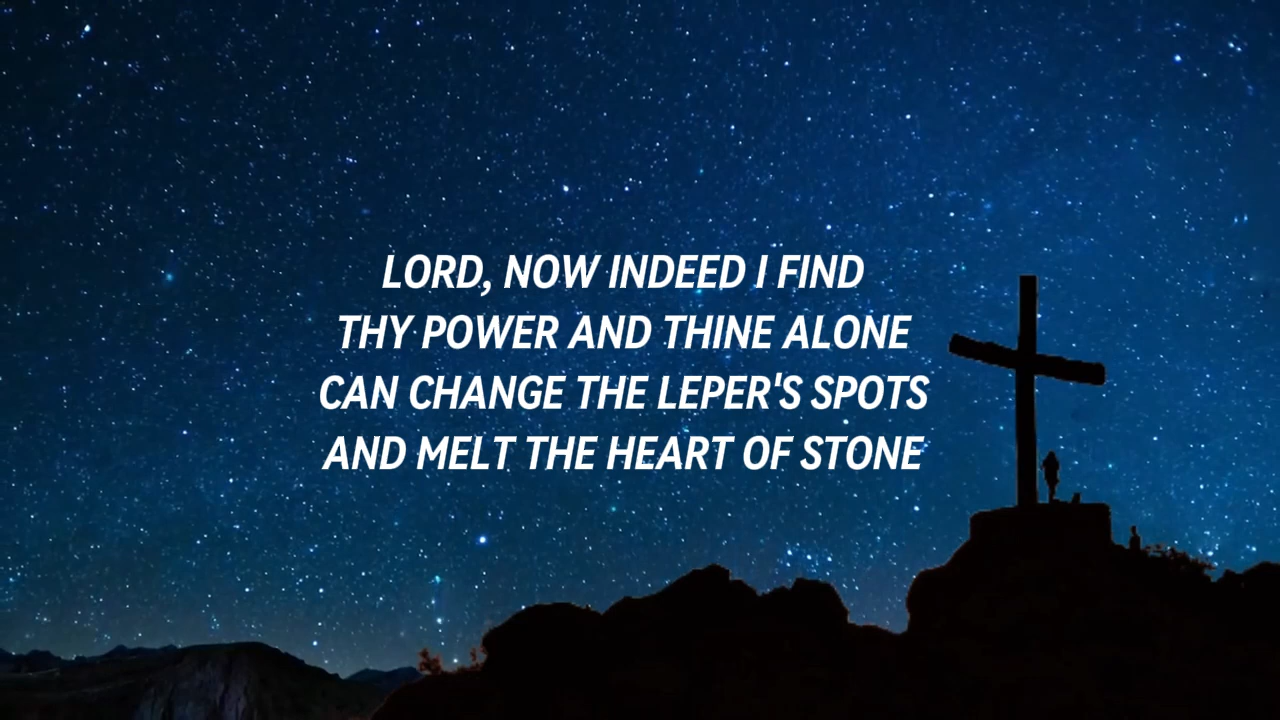 LORD, NOW INDEED I FIND
THY POWER AND THINE ALONE
CAN CHANGE THE LEPER'S SPOTS
AND MELT THE HEART OF STONE